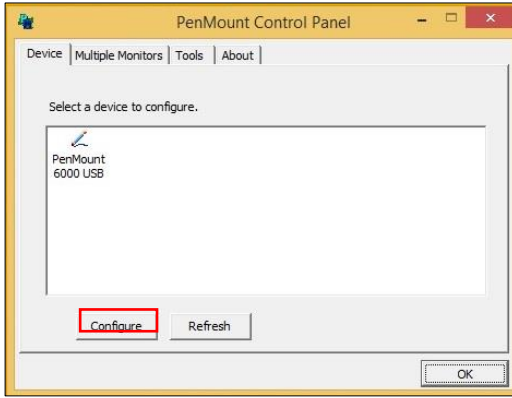 PenMount Control Panel
Device Multiple Monitors Tools About
Select a device to configure.
PenMount
6000 USB
Configure Refresh
OK